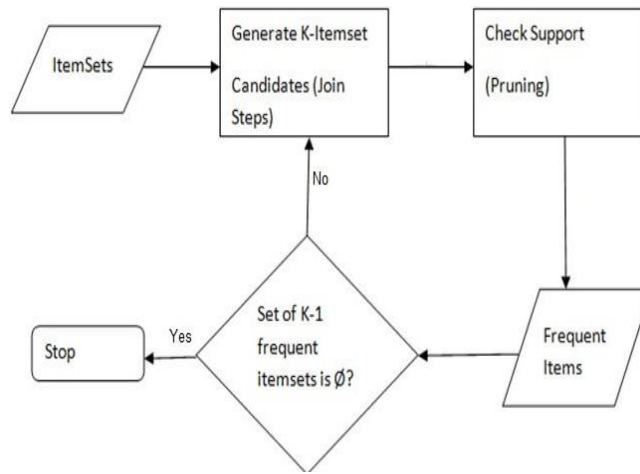 ItemSets
Generate K-Itemset
Candidates (Join
Steps)
Check Support
(Pruning)
No
Set of K-1
frequent
itemsets is Ø?
Yes
Stop
Frequent
Items